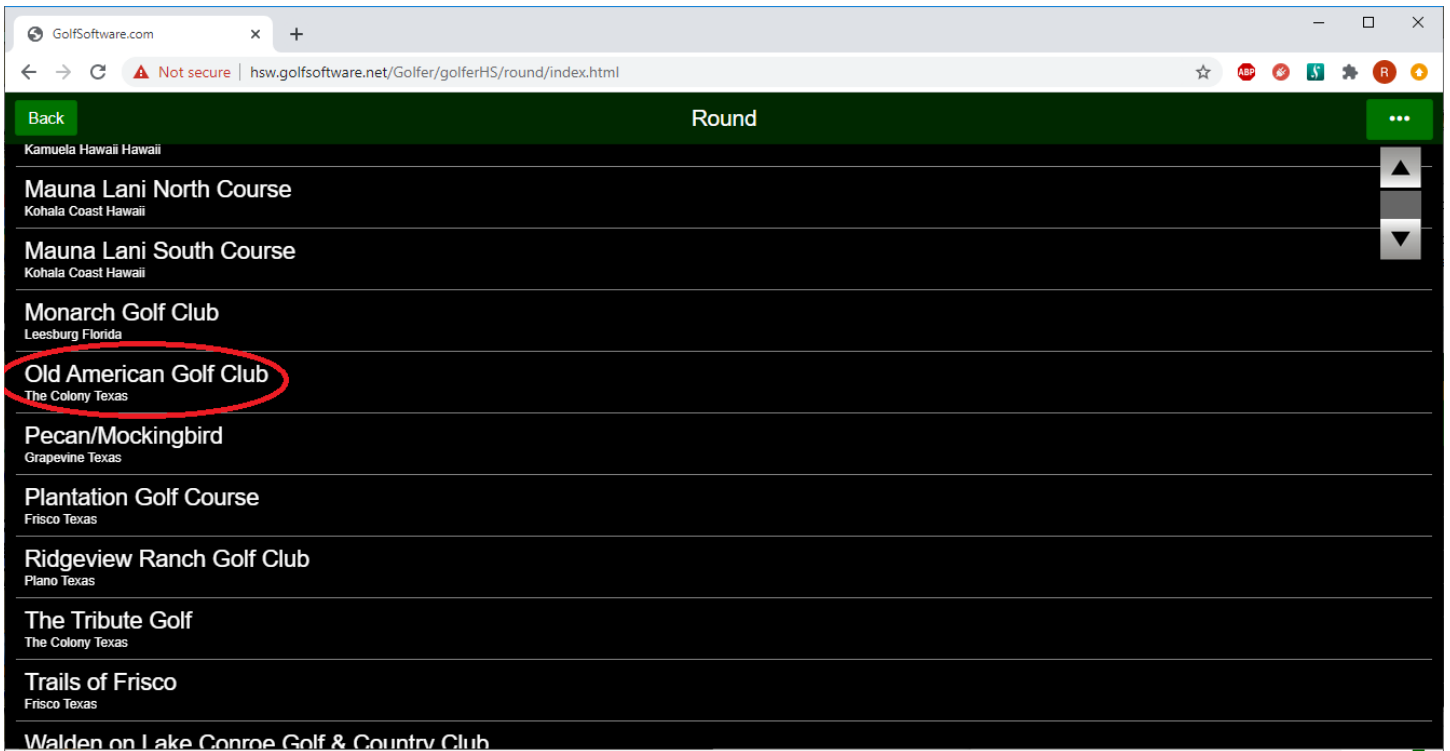 GolfSoftware.com
Not secure | hsw.golfsoftware.net/Golfer/golferHS/round/index.html
ABP
R
Back
Round
Kamuela Hawaii Hawaii
Mauna Lani North Course
Kohala Coast Hawaii
Mauna Lani South Course
Kohala Coast Hawaii
Monarch Golf Club
Leesburg Florida
Old American Golf Club
The Colony Texas
Pecan/Mockingbird
Grapevine Texas
Plantation Golf Course
Frisco Texas
Ridgeview Ranch Golf Club
Plano Texas
The Tribute Golf
The Colony Texas
Trails of Frisco
Frisco Texas
Walden on Lake Conroe Golf & Country Club